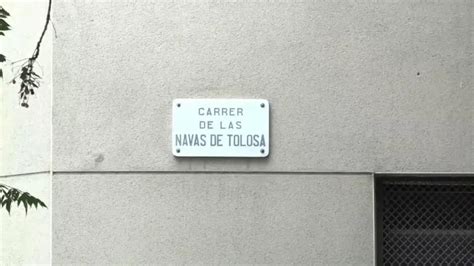 CARRER
DE LAS
NAVAS DE TOLOSA